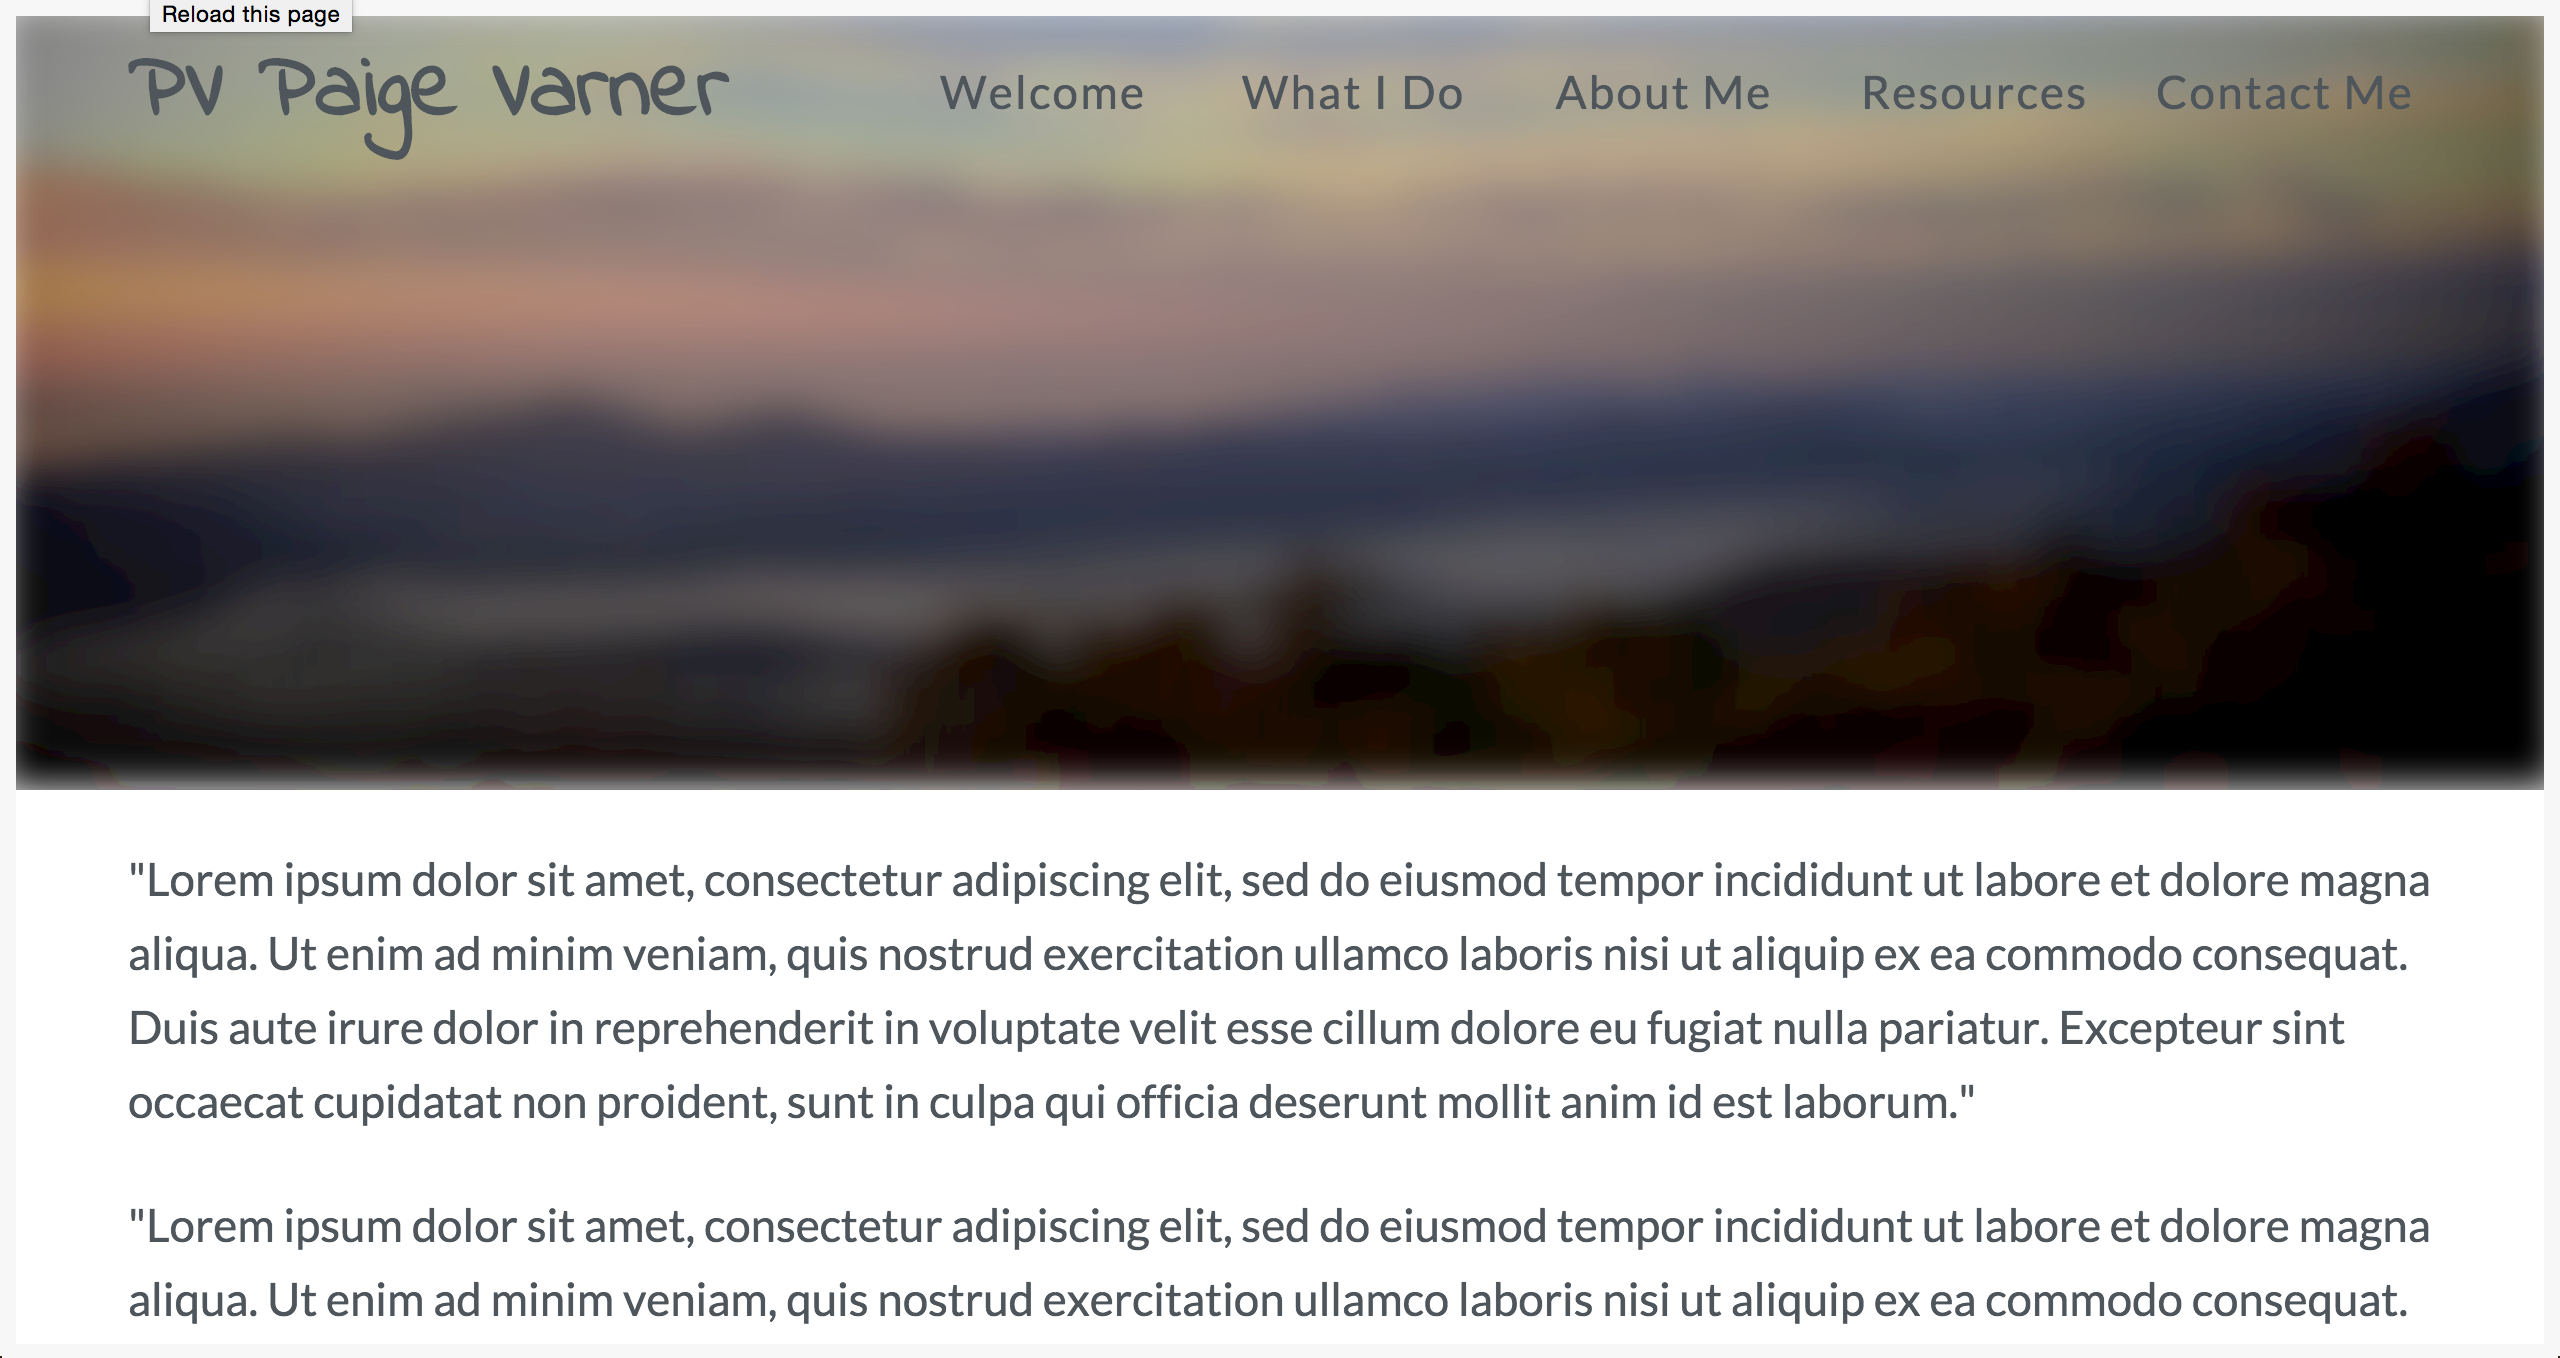 Reload this page
PV Paige Varner
Welcome What I Do About Me Resources Contact Me
"Lorem ipsum dolor sit amet, consectetur adipiscing elit, sed do eiusmod tempor incididunt ut labore et dolore magna
aliqua. Ut enim ad minim veniam, quis nostrud exercitation ullamco laboris nisi ut aliquip ex ea commodo consequat.
Duis aute irure dolor in reprehenderit in voluptate velit esse cillum dolore eu fugiat nulla pariatur. Excepteur sint
occaecat cupidatat non proident, sunt in culpa qui officia deserunt mollit anim id est laborum."
"Lorem ipsum dolor sit amet, consectetur adipiscing elit, sed do eiusmod tempor incididunt ut labore et dolore magna
aliqua. Ut enim ad minim veniam, quis nostrud exercitation ullamco laboris nisi ut aliquip ex ea commodo consequat.